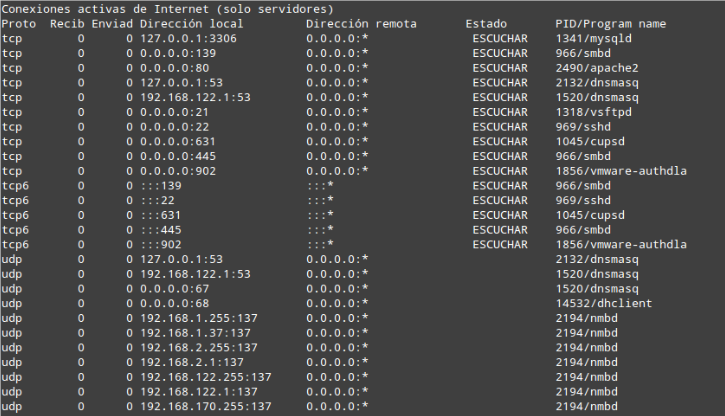 Conexiones activas de Internet (solo servidores)
Proto  Recib Enviad Dirección local         Dirección remota       Estado       PID/Program name
tcp        0      0 127.0.0.1:3306          0.0.0.0:*               ESCUCHAR    1341/mysqld
tcp        0      0 0.0.0.0:139             0.0.0.0:*               ESCUCHAR    966/smbd
tcp        0      0 0.0.0.0:80              0.0.0.0:*               ESCUCHAR    2490/apache2
tcp        0      0 127.0.0.1:53            0.0.0.0:*               ESCUCHAR    2132/dnsmasq
tcp        0      0 192.168.122.1:53        0.0.0.0:*               ESCUCHAR    1520/dnsmasq
tcp        0      0 0.0.0.0:21              0.0.0.0:*               ESCUCHAR    1318/vsftpd
tcp        0      0 0.0.0.0:22              0.0.0.0:*               ESCUCHAR    969/sshd
tcp        0      0 0.0.0.0:631             0.0.0.0:*               ESCUCHAR    1045/cupsd
tcp        0      0 0.0.0.0:445             0.0.0.0:*               ESCUCHAR    966/smbd
tcp        0      0 0.0.0.0:902             0.0.0.0:*               ESCUCHAR    1856/vmware-authdla
tcp6       0      0 :::139                  :::*                    ESCUCHAR    966/smbd
tcp6       0      0 :::22                   :::*                    ESCUCHAR    969/sshd
tcp6       0      0 :::631                  :::*                    ESCUCHAR    1045/cupsd
tcp6       0      0 :::445                  :::*                    ESCUCHAR    966/smbd
tcp6       0      0 :::902                  :::*                    ESCUCHAR    1856/vmware-authdla
udp        0      0 127.0.0.1:53            0.0.0.0:*                           2132/dnsmasq
udp        0      0 192.168.122.1:53        0.0.0.0:*                           1520/dnsmasq
udp        0      0 0.0.0.0:67              0.0.0.0:*                           1520/dnsmasq
udp        0      0 0.0.0.0:68              0.0.0.0:*                           14532/dhclient
udp        0      0 192.168.1.255:137       0.0.0.0:*                           2194/nmbd
udp        0      0 192.168.1.37:137        0.0.0.0:*                           2194/nmbd
udp        0      0 192.168.2.255:137       0.0.0.0:*                           2194/nmbd
udp        0      0 192.168.2.1:137         0.0.0.0:*                           2194/nmbd
udp        0      0 192.168.122.255:137     0.0.0.0:*                           2194/nmbd
udp        0      0 192.168.122.1:137       0.0.0.0:*                           2194/nmbd
udp        0      0 192.168.170.255:137     0.0.0.0:*                           2194/nmbd